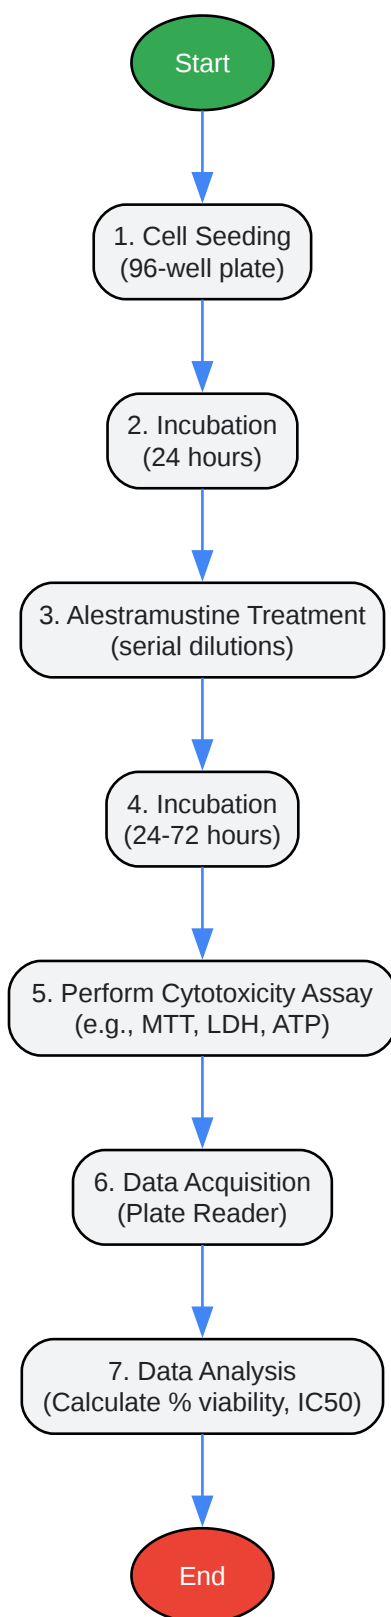 Start
1. Cell Seeding
(96-well plate)
2. Incubation
(24 hours)
3. Alestramustine Treatment
(serial dilutions)
4. Incubation
(24-72 hours)
5. Perform Cytotoxicity Assay
(e.g., MTT, LDH, ATP)
6. Data Acquisition
(Plate Reader)
7. Data Analysis
(Calculate % viability, IC50)
End